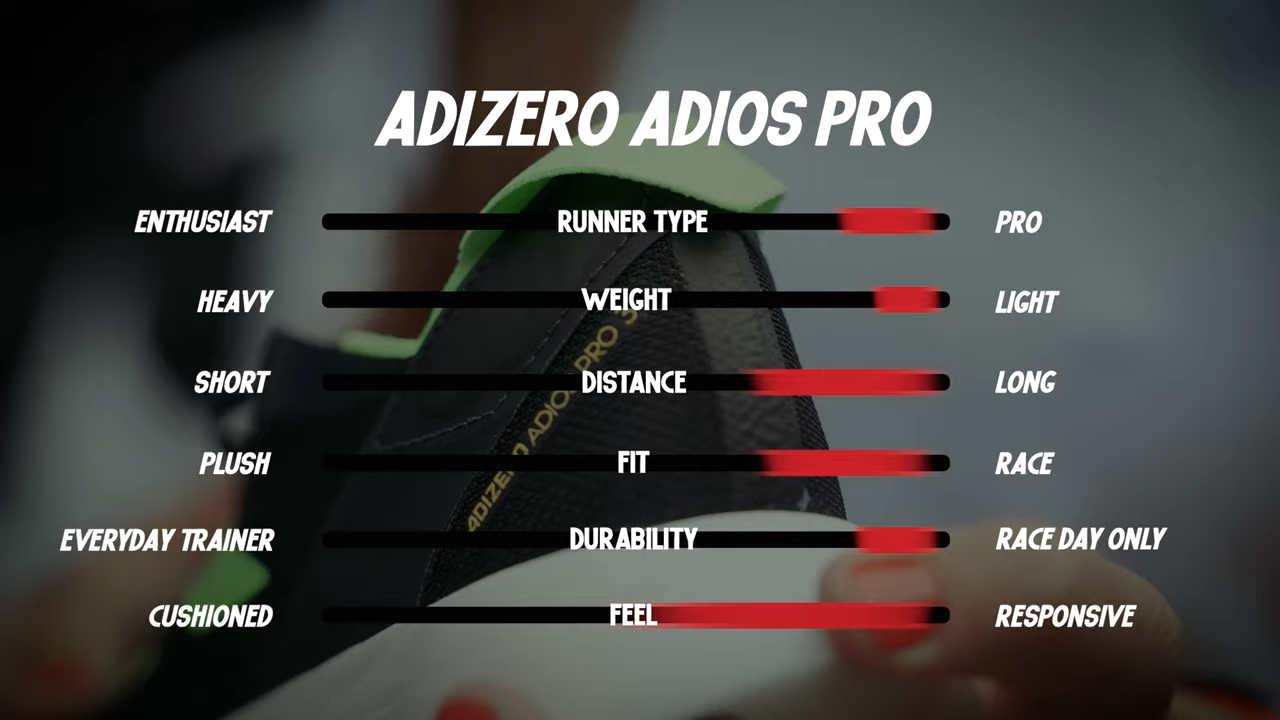 ADIZERO ADIOS PRO
ENTHUSIAST RUNNER TYPE PRO
HEAVY WEIGHT LIGHT
SHORT DISTANCE LONG
PLUSH FIT RACE
EVERYDAY TRAINER DURABILITY RACE DAY ONLY
CUSHIONED FEEL RESPONSIVE
ADIZERO ADIOS PRO 3